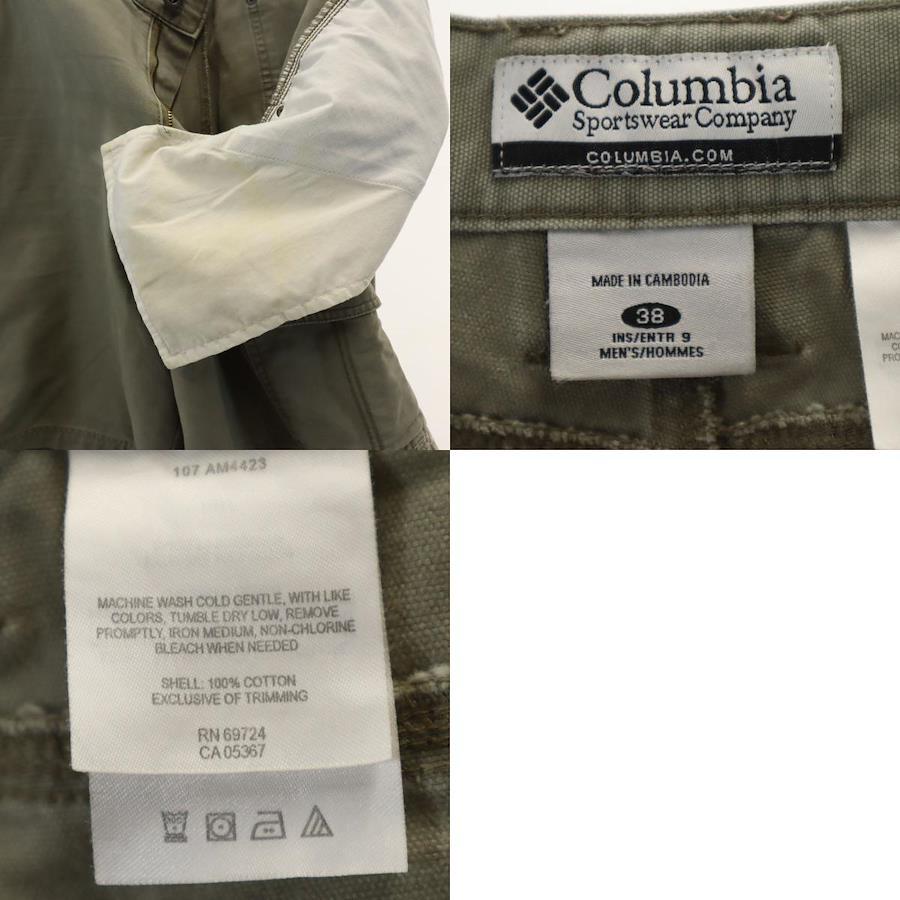 Columbia
Sportswear Company
COLUMBIA.COM
MADE IN CAMBODIA
38
INS/ENTR 9
MEN'S/HOMMES
107 AM4423
MACHINE WASH COLD GENTLE, WITH LIKE
COLORS, TUMBLE DRY LOW, REMOVE
PROMPTLY, IRON MEDIUM, NON-CHLORINE
BLEACH WHEN NEEDED
SHELL: 100% COTTON
EXCLUSIVE OF TRIMMING
RN 69724
CA 05367